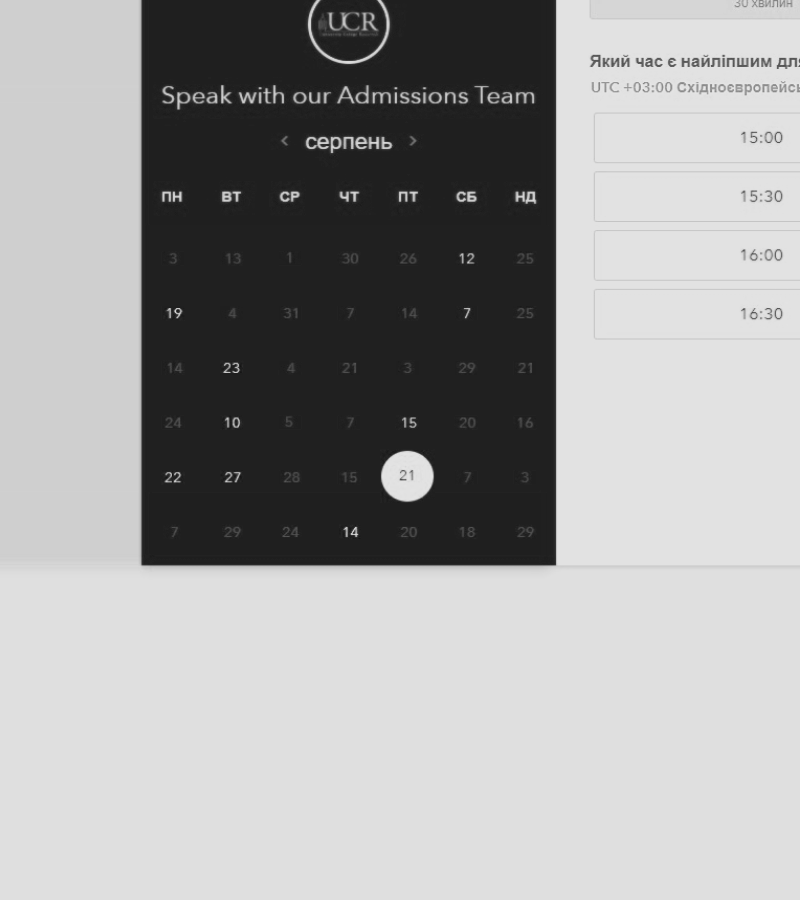 UCR
Speak with our Admissions Team
серпень
ПН ВТ СР ЧТ ПТ СБ НД
3 13 1 30 26 12 25
19 4 31 7 14 7 25
14 23 4 21 3 29 21
24 10 5 7 15 20 16
22 27 28 15 21 7 3
7 29 24 14 20 18 29
30 хвилин
Який час є найліпшим для
UTC +03:00 Східноєвропейсь
15:00
15:30
16:00
16:30